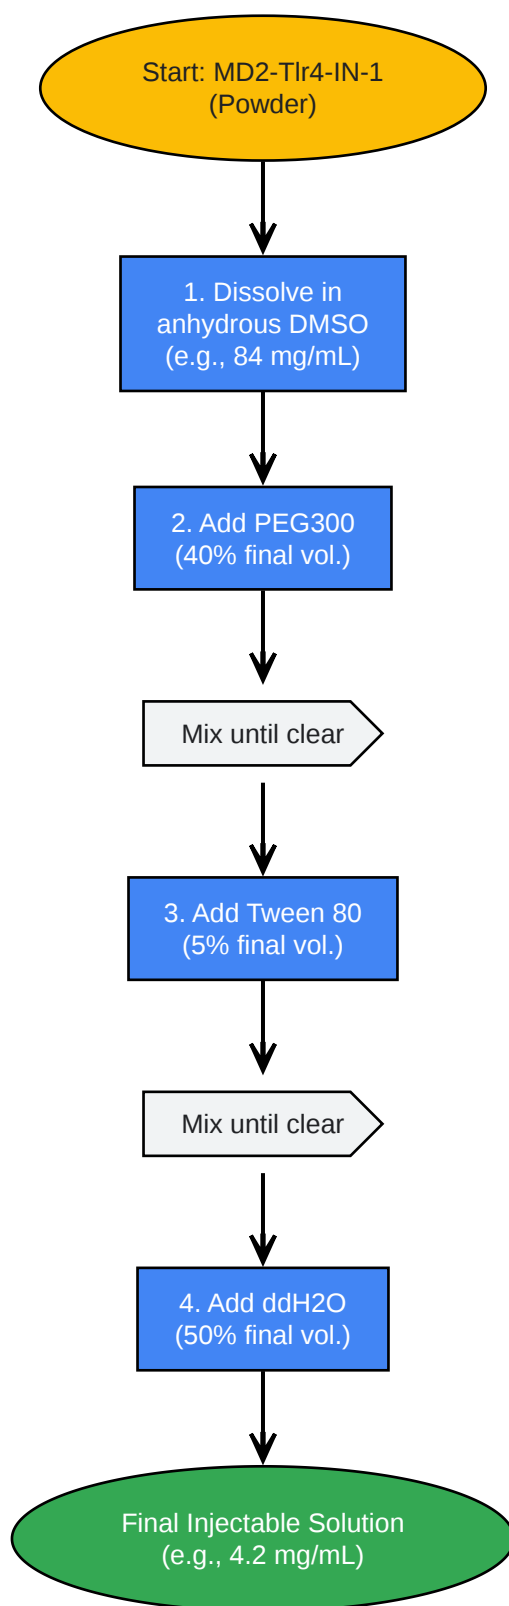 Start: MD2-Tlr4-IN-1
(Powder)
1. Dissolve in
anhydrous DMSO
(e.g., 84 mg/mL)
2. Add PEG300
(40% final vol.)
Mix until clear
3. Add Tween 80
(5% final vol.)
Mix until clear
4. Add ddH2O
(50% final vol.)
Final Injectable Solution
(e.g., 4.2 mg/mL)